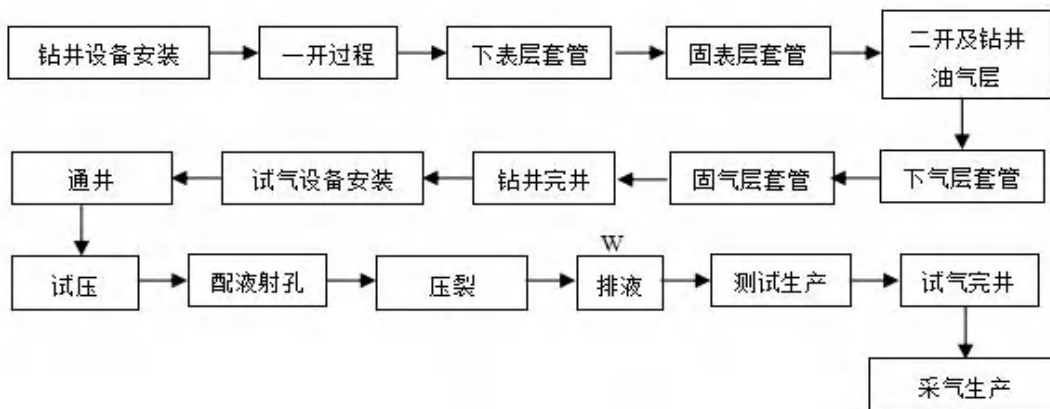 钻井设备安装
一开过程
下表层套管
固表层套管
二开及钻井
油气层
下气层套管
固气层套管
钻井完井
试气设备安装
通井
试压
配液射孔
压裂
W
排液
测试生产
试气完井
采气生产